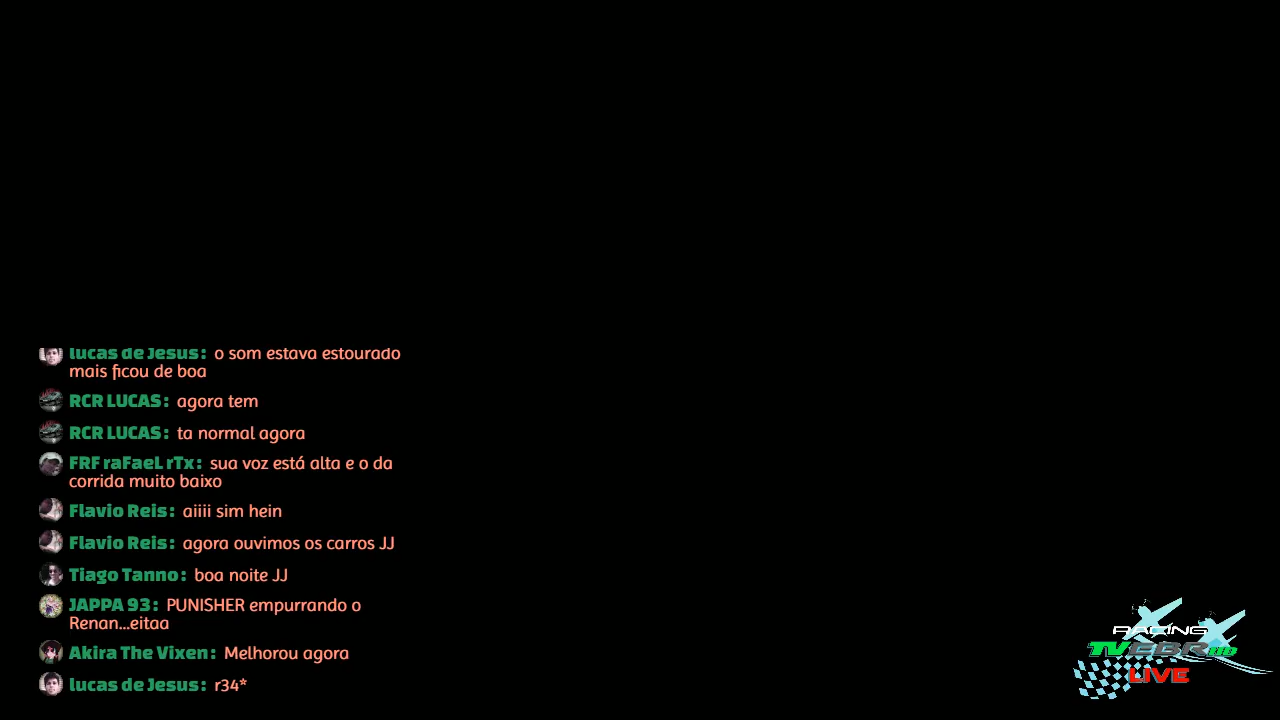 lucas de Jesus: o som estava estourado
mais ficou de boa
RCR LUCAS: agora tem
RCR LUCAS: ta normal agora
FRF raFaeL rTx: sua voz está alta e o da
corrida muito baixo
Flavio Reis: aiiii sim hein
Flavio Reis: agora ouvimos os carros JJ
Tiago Tanno: boa noite JJ
JAPPA 93: PUNISHER empurrando o
Renan...eitaa
Akira The Vixen: Melhorou agora
lucas de Jesus: r34*
RACING
TVEBR HD
LIVE